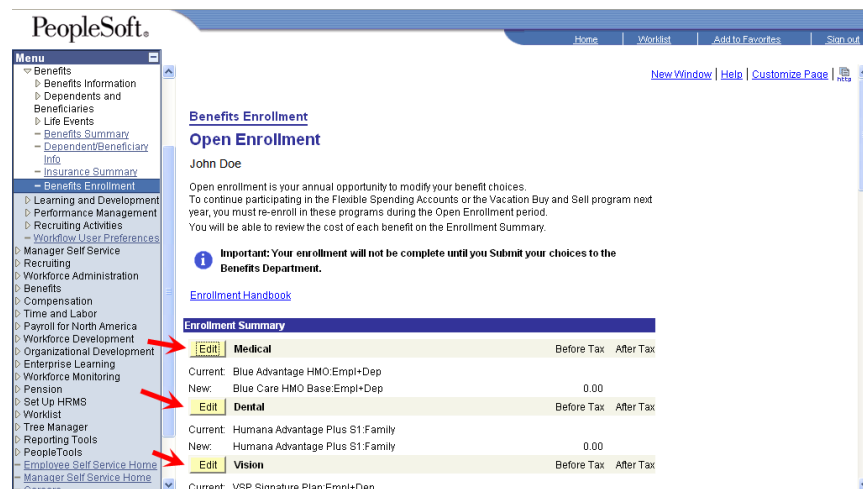 PeopleSoft®
Home | Worklist | Add to Favorites | Sign out
Menu
Benefits
Benefits Information
Dependents and
Beneficiaries
Life Events
Benefits Summary
Dependent/Beneficiary
Info
Insurance Summary
Benefits Enrollment
Learning and Development
Performance Management
Recruiting Activities
Workflow User Preferences
Manager Self Service
Recruiting
Workforce Administration
Benefits
Compensation
Time and Labor
Payroll for North America
Workforce Development
Organizational Development
Enterprise Learning
Workforce Monitoring
Pension
Set Up HRMS
Worklist
Tree Manager
Reporting Tools
PeopleTools
Employee Self Service Home
Manager Self Service Home
Careers
New Window | Help | Customize Page | http
Benefits Enrollment
Open Enrollment
John Doe
Open enrollment is your annual opportunity to modify your benefit choices.
To continue participating in the Flexible Spending Accounts or the Vacation Buy and Sell program next
year, you must re-enroll in these programs during the Open Enrollment period.
You will be able to review the cost of each benefit on the Enrollment Summary.
Important: Your enrollment will not be complete until you Submit your choices to the
Benefits Department.
Enrollment Handbook
Enrollment Summary
Edit Medical Before Tax After Tax
Current: Blue Advantage HMO:Empl+Dep
New: Blue Care HMO Base:Empl+Dep 0.00
Edit Dental Before Tax After Tax
Current: Humana Advantage Plus S1:Family
New: Humana Advantage Plus S1:Family 0.00
Edit Vision Before Tax After Tax
Current: VSP Signature Plan:Empl+Dep